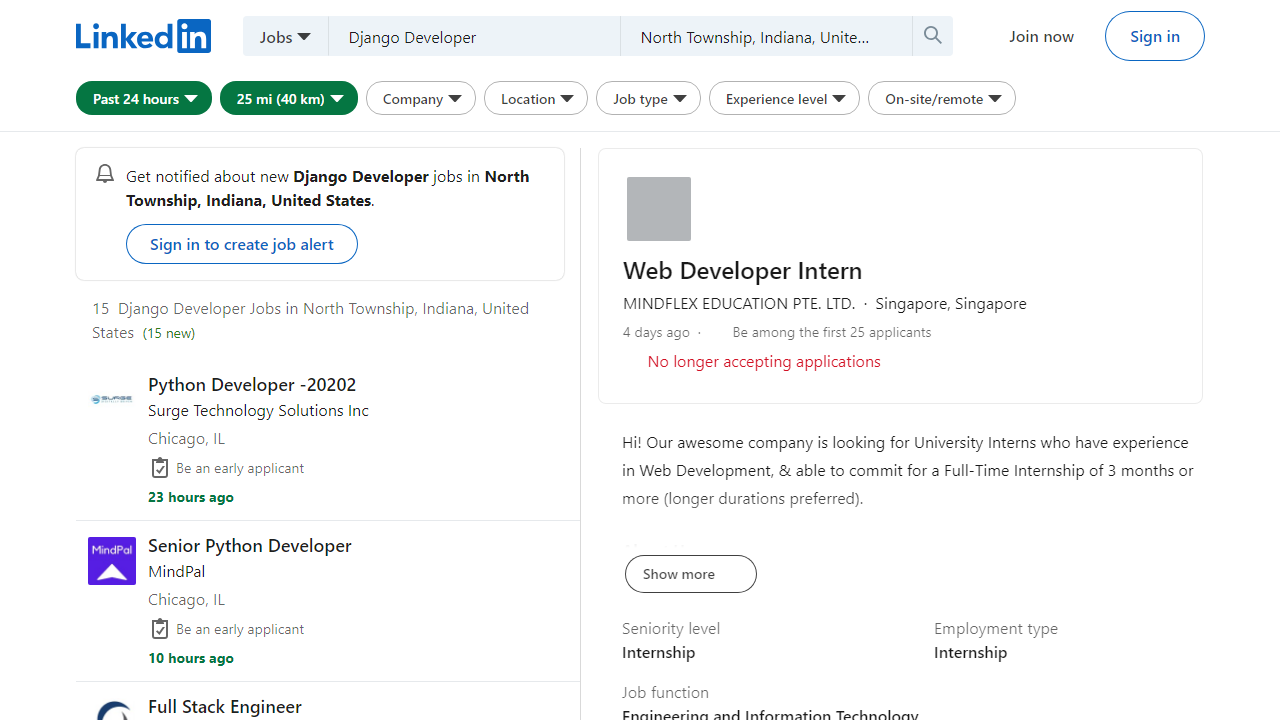 LinkedIn
Jobs
Django Developer
North Township, Indiana, Unite...
Join now
Sign in
Past 24 hours
25 mi (40 km)
Company
Location
Job type
Experience level
On-site/remote
Get notified about new Django Developer jobs in North
Township, Indiana, United States.
Sign in to create job alert
15 Django Developer Jobs in North Township, Indiana, United
States (15 new)
SURGE
Python Developer -20202
Surge Technology Solutions Inc
Chicago, IL
Be an early applicant
23 hours ago
MindPal
Senior Python Developer
MindPal
Chicago, IL
Be an early applicant
10 hours ago
Full Stack Engineer
Web Developer Intern
MINDFLEX EDUCATION PTE. LTD. · Singapore, Singapore
4 days ago · Be among the first 25 applicants
No longer accepting applications
Hi! Our awesome company is looking for University Interns who have experience
in Web Development, & able to commit for a Full-Time Internship of 3 months or
more (longer durations preferred).
Show more
Seniority level
Internship
Employment type
Internship
Job function
Engineering and Information Technology